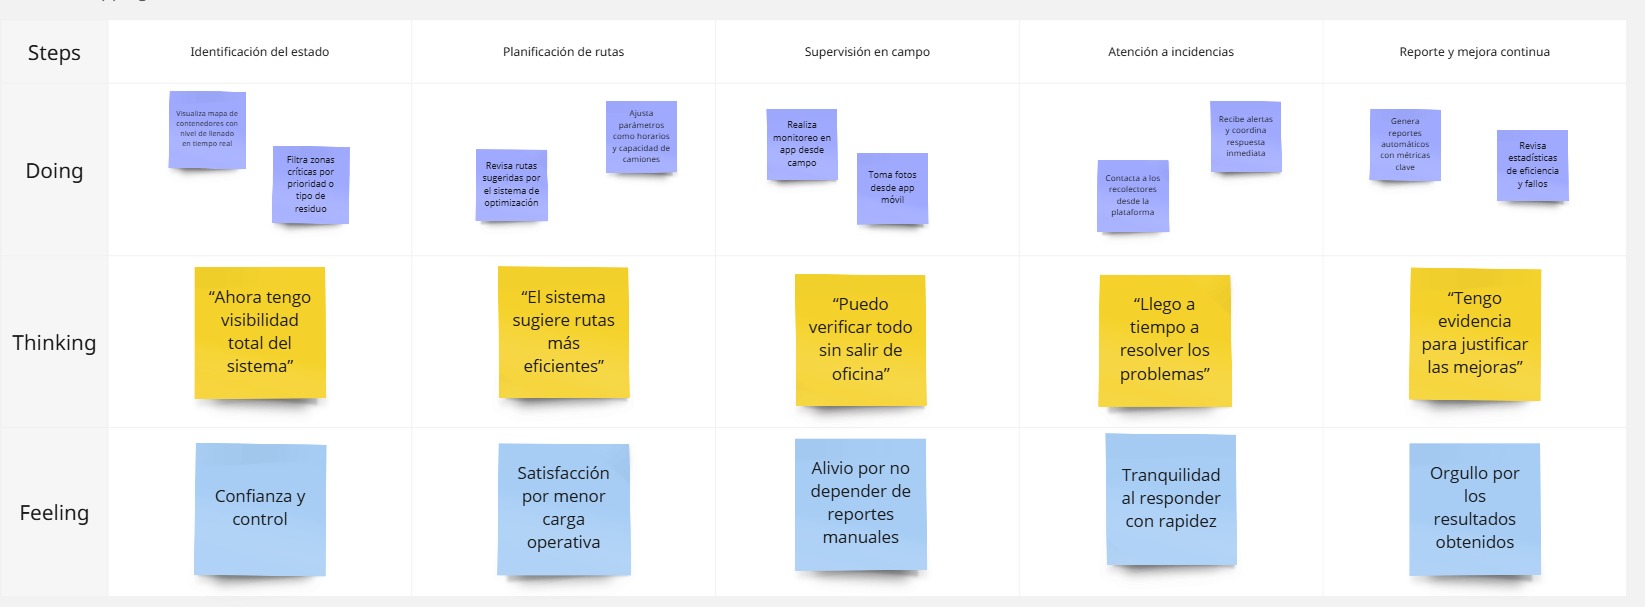 Steps
Identificación del estado
Planificación de rutas
Supervisión en campo
Atención a incidencias
Reporte y mejora continua
Doing
Visualiza mapa de
contenedores con
nivel de llenado
en tiempo real
Filtra zonas
críticas por
prioridad o
tipo de
residuo
Revisa rutas
sugeridas por
el sistema de
optimización
Ajusta
parámetros
como horarios
y capacidad de
camiones
Realiza
monitoreo en
app desde
campo
Toma fotos
desde app
móvil
Contacta a los
recolectores
desde la
plataforma
Recibe alertas
y coordina
respuesta
inmediata
Genera
reportes
automáticos
con métricas
clave
Revisa
estadísticas
de eficiencia
y fallos
Thinking
“Ahora tengo
visibilidad
total del
sistema”
“El sistema
sugiere rutas
más
eficientes”
“Puedo
verificar todo
sin salir de
oficina”
“Llego a
tiempo a
resolver los
problemas”
“Tengo
evidencia
para justificar
las mejoras”
Feeling
Confianza y
control
Satisfacción
por menor
carga
operativa
Alivio por no
depender de
reportes
manuales
Tranquilidad
al responder
con rapidez
Orgullo por
los
resultados
obtenidos